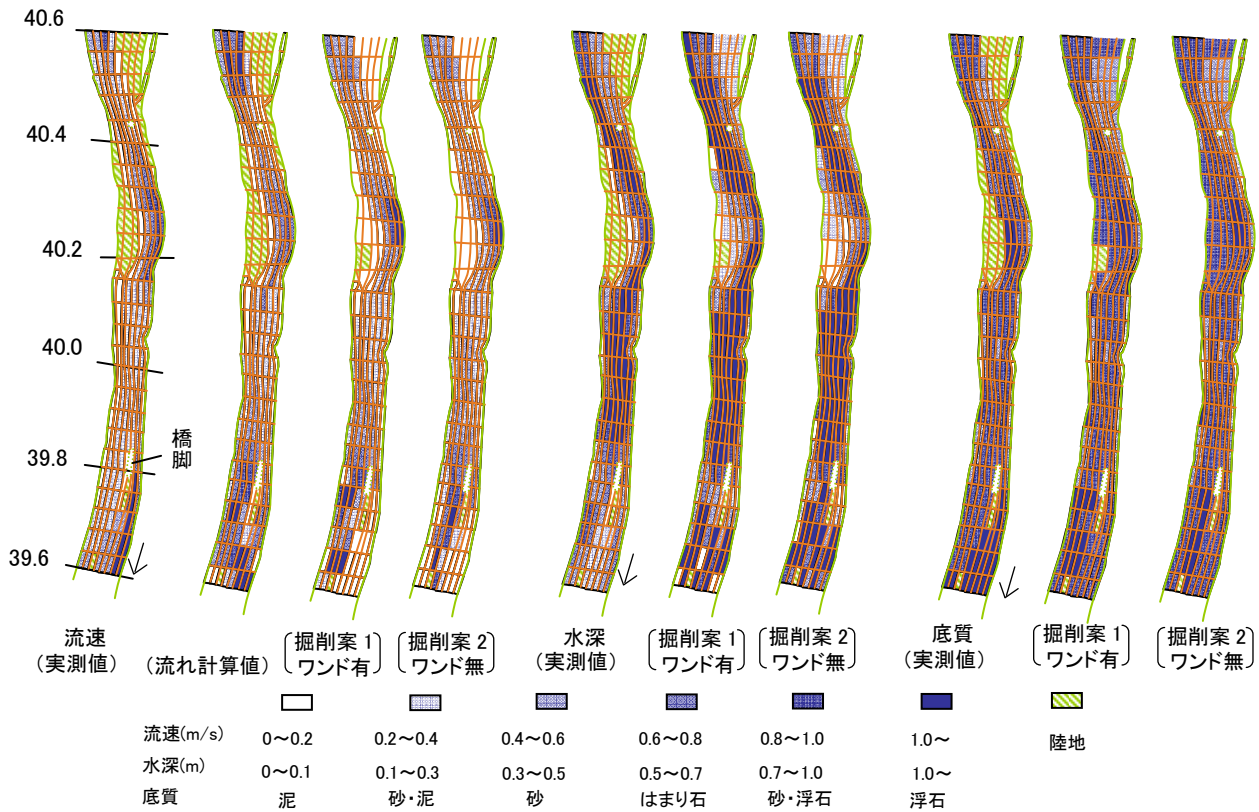 40.6
40.4
40.2
40.0
39.8
39.6
橋脚
流速
(実測値)
(流れ計算値)
掘削案 1
ワンド有
掘削案 2
ワンド無
水深
(実測値)
掘削案 1
ワンド有
掘削案 2
ワンド無
底質
(実測値)
掘削案 1
ワンド有
掘削案 2
ワンド無
流速(m/s) 0～0.2 0.2～0.4 0.4～0.6 0.6～0.8 0.8～1.0 1.0～ 陸地
水深(m) 0～0.1 0.1～0.3 0.3～0.5 0.5～0.7 0.7～1.0 1.0～
底質 泥 砂・泥 砂 はまり石 砂・浮石 浮石